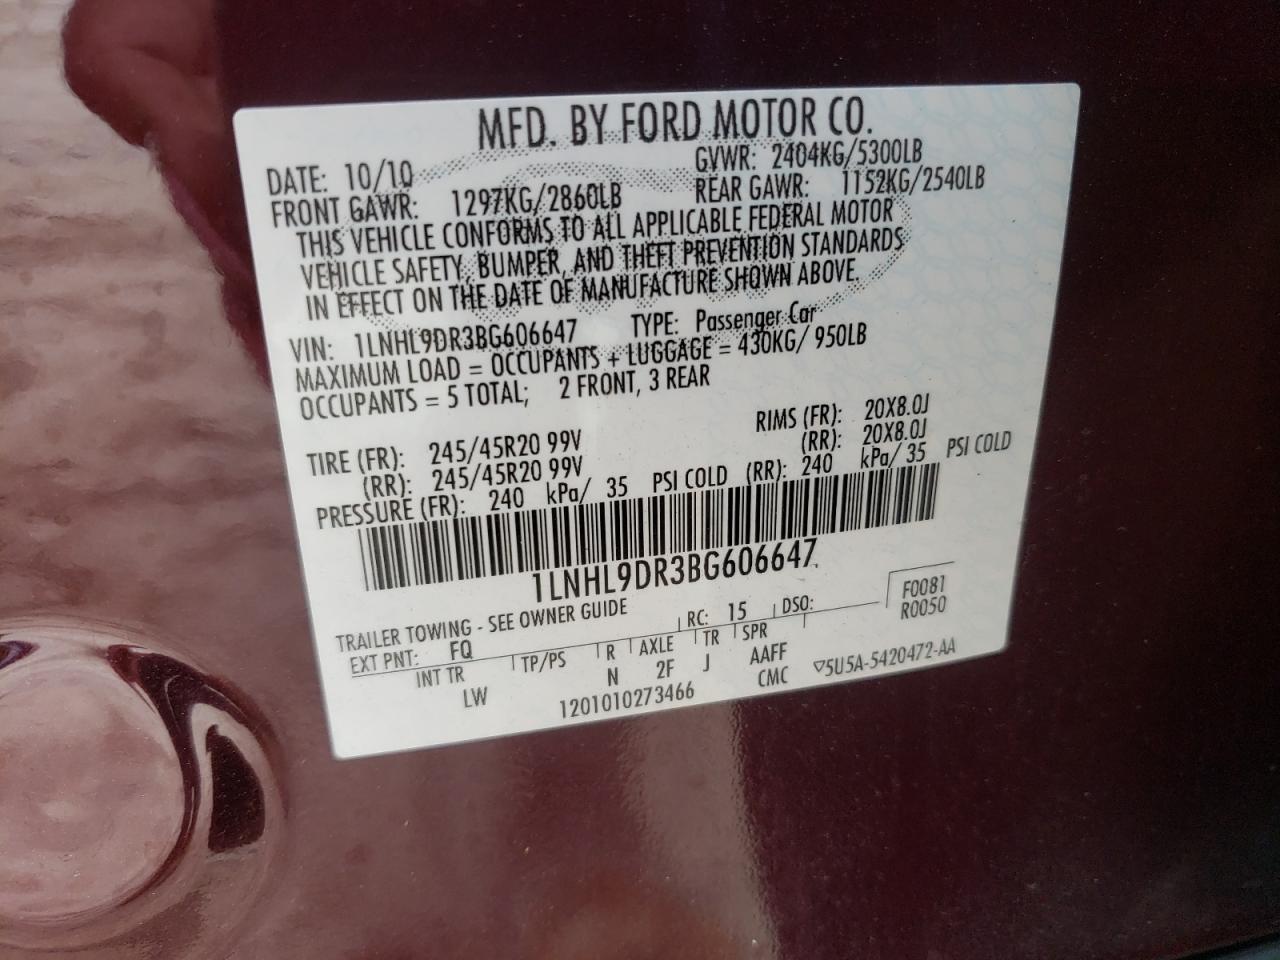 MFD. BY FORD MOTOR CO.
DATE: 10/10 GVWR: 2404KG/5300LB
FRONT GAWR: 1297KG/2860LB REAR GAWR: 1152KG/2540LB
THIS VEHICLE CONFORMS TO ALL APPLICABLE FEDERAL MOTOR
VEHICLE SAFETY, BUMPER, AND THEFT PREVENTION STANDARDS
IN EFFECT ON THE DATE OF MANUFACTURE SHOWN ABOVE.
VIN: 1LNHL9DR3BG606647 TYPE: Passenger Car
MAXIMUM LOAD = OCCUPANTS + LUGGAGE = 430KG/ 950LB
OCCUPANTS = 5 TOTAL; 2 FRONT, 3 REAR
TIRE (FR): 245/45R20 99V RIMS (FR): 20X8.0J
(RR): 245/45R20 99V (RR): 20X8.0J
PRESSURE (FR): 240 kPa/ 35 PSI COLD (RR): 240 kPa/ 35 PSI COLD
1LNHL9DR3BG606647
TRAILER TOWING - SEE OWNER GUIDE
EXT PNT: FQ RC: 15 DSO: F0081
R0050
INT TR TP/PS R AXLE TR SPR
LW N 2F J AAFF
CMC
1201010273466 ▽5U5A-5420472-AA